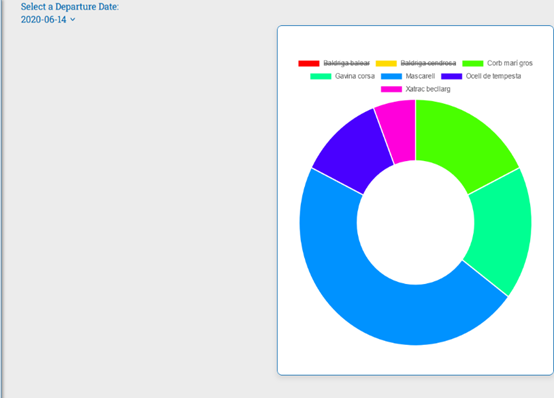 Select a Departure Date:
2020-06-14
Baldriga balear Baldriga cendrosa Corb marí gros
Gavina corsa Mascarell Ocell de tempesta
Xatrac becllarg